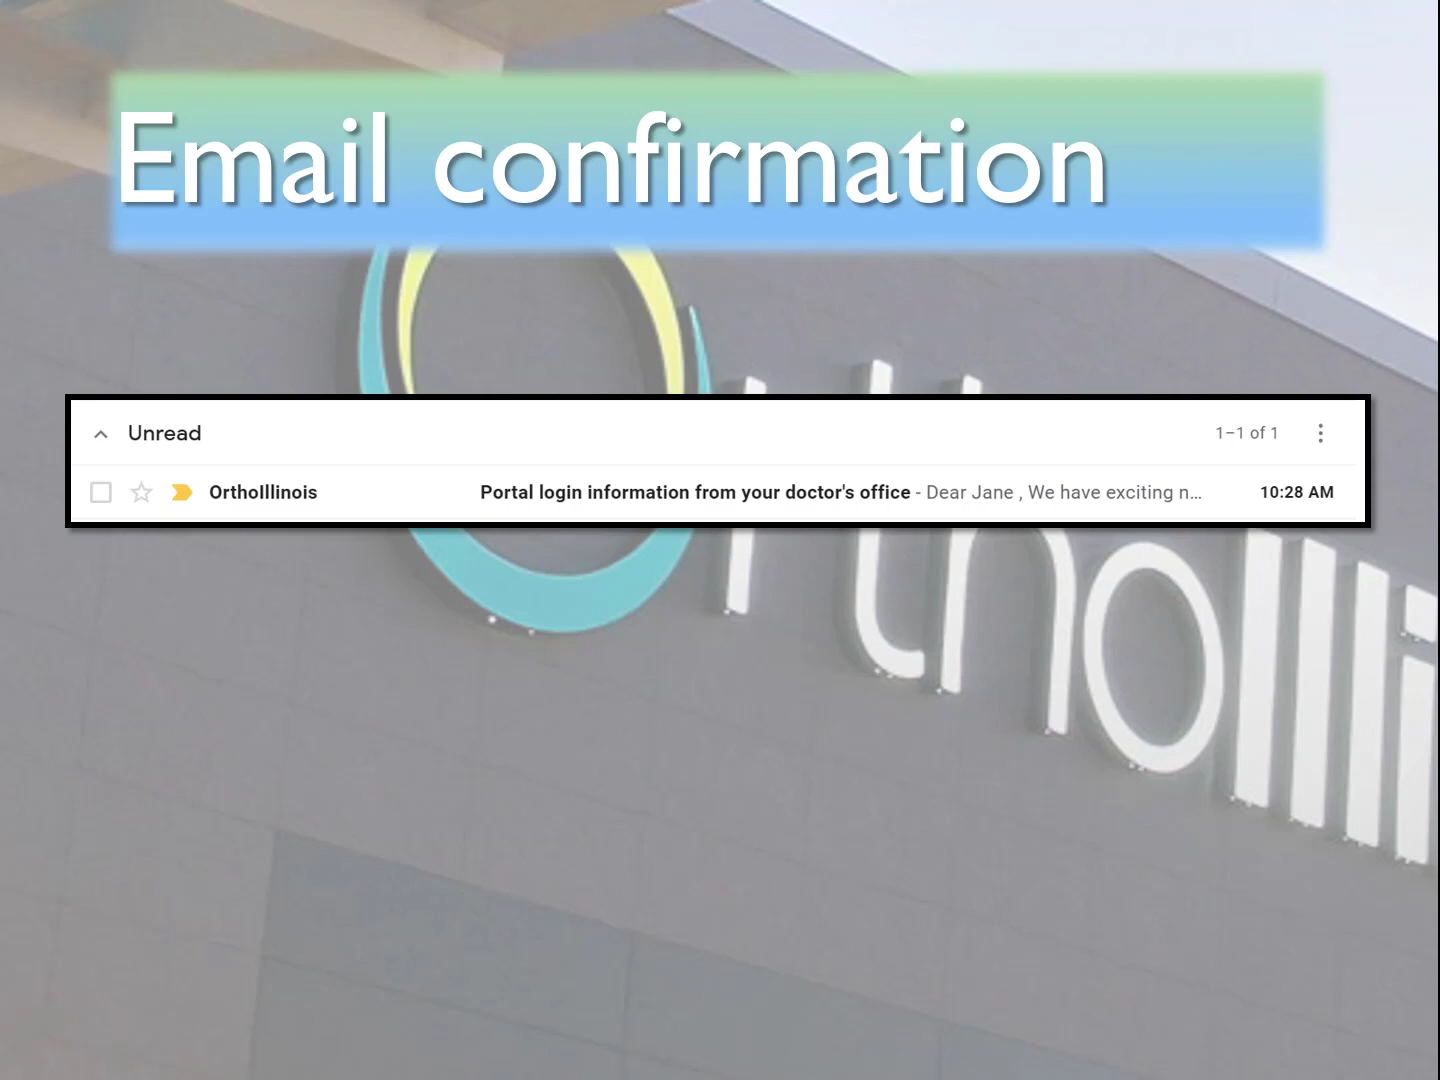 Email confirmation
Unread
1–1 of 1
OrthoIllinois
Portal login information from your doctor's office - Dear Jane , We have exciting n...
10:28 AM
rthoIlli